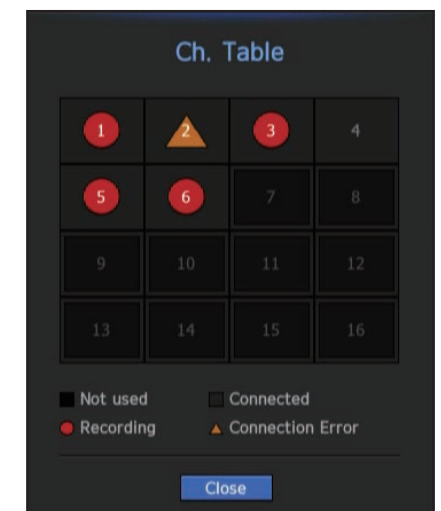 Ch. Table
1 2 3 4
5 6 7 8
9 10 11 12
13 14 15 16
Not used Connected
Recording Connection Error
Close